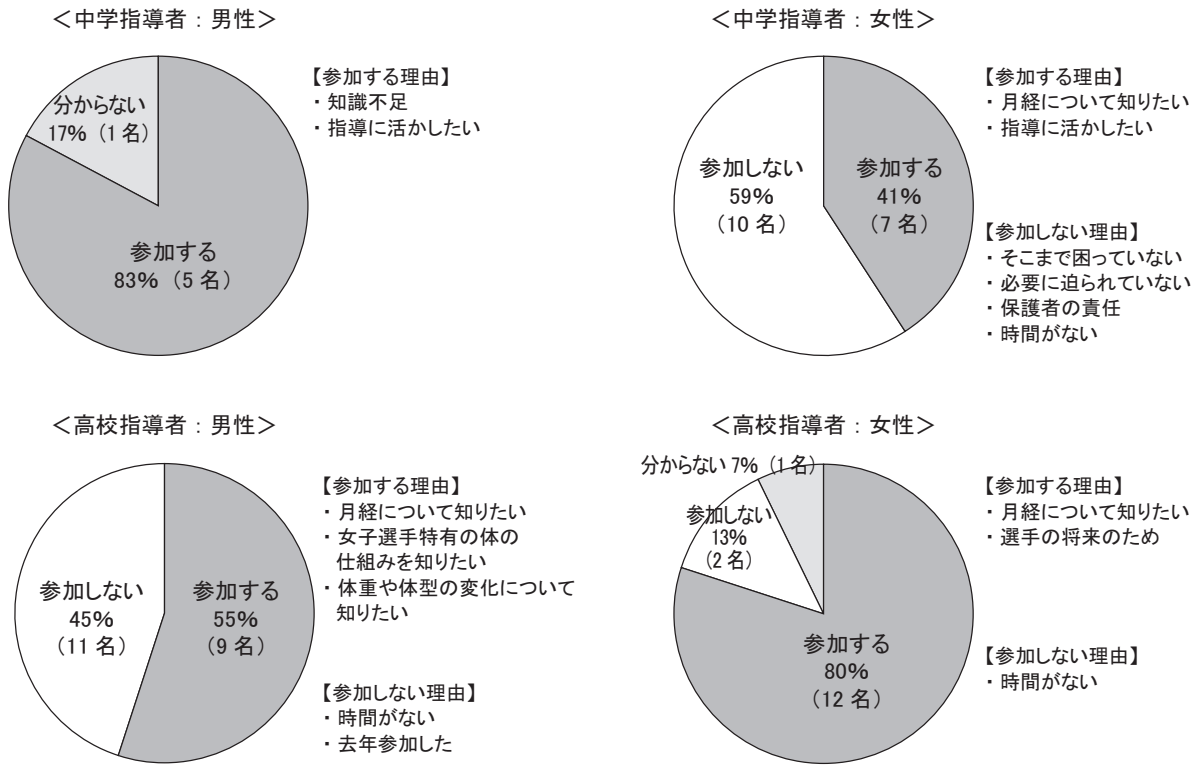 ＜中学指導者：男性＞
分からない
17%（1名）
参加する
83%（5名）
【参加する理由】
・知識不足
・指導に活かしたい
＜中学指導者：女性＞
参加しない
59%
（10名）
参加する
41%
（7名）
【参加する理由】
・月経について知りたい
・指導に活かしたい
【参加しない理由】
・そこまで困っていない
・必要に迫られていない
・保護者の責任
・時間がない
＜高校指導者：男性＞
参加しない
45%
（11名）
参加する
55%
（9名）
【参加する理由】
・月経について知りたい
・女子選手特有の体の
仕組みを知りたい
・体重や体型の変化について
知りたい
【参加しない理由】
・時間がない
・去年参加した
＜高校指導者：女性＞
分からない 7%（1名）
参加しない
13%
（2名）
参加する
80%
（12名）
【参加する理由】
・月経について知りたい
・選手の将来のため
【参加しない理由】
・時間がない